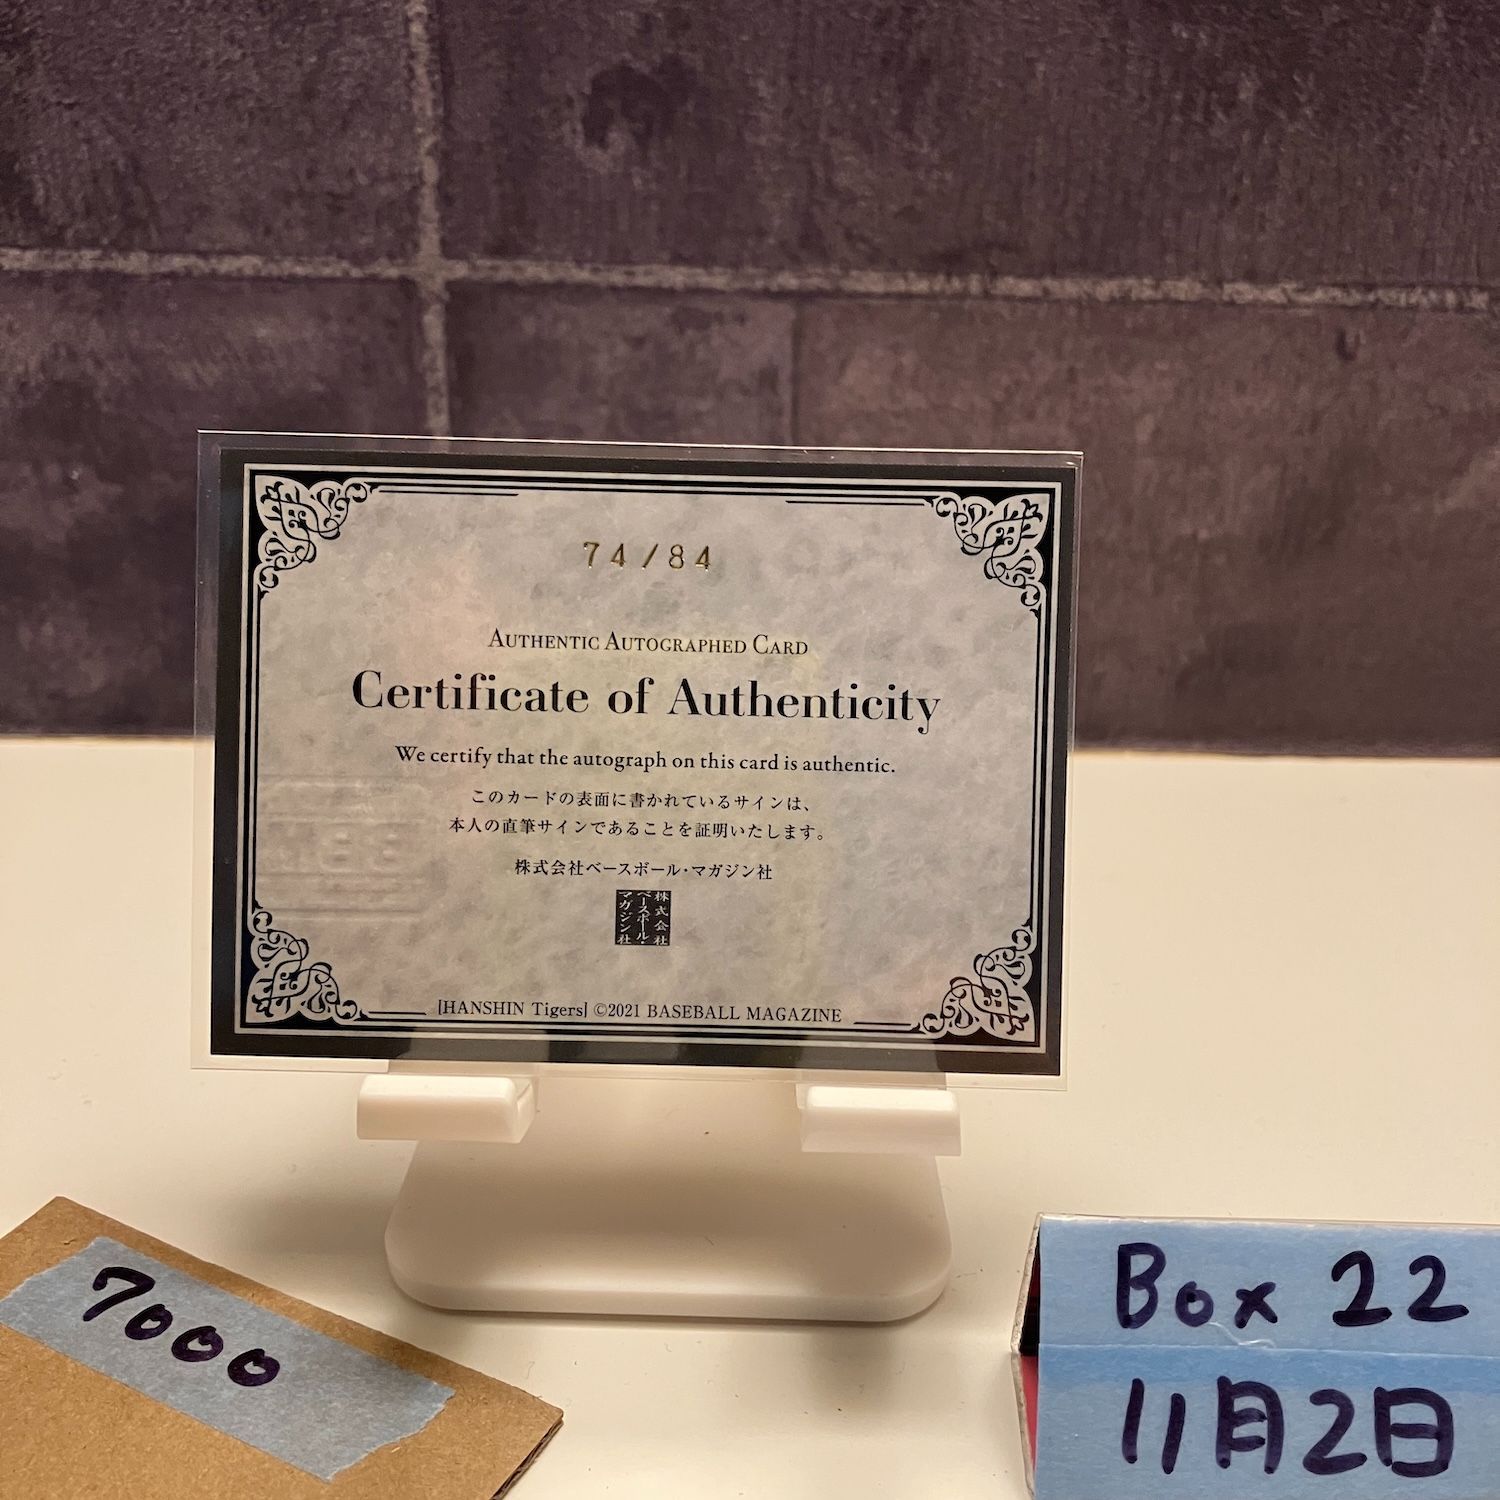 74/84
AUTHENTIC AUTOGRAPHED CARD
Certificate of Authenticity
We certify that the autograph on this card is authentic.
このカードの表面に書かれているサインは、
本人の直筆サインであることを証明いたします。
株式会社ベースボール・マガジン社
株式会社
ベースボール・
マガジン社
[HANSHIN Tigers] ©2021 BASEBALL MAGAZINE
7000
Box 22
11月2日